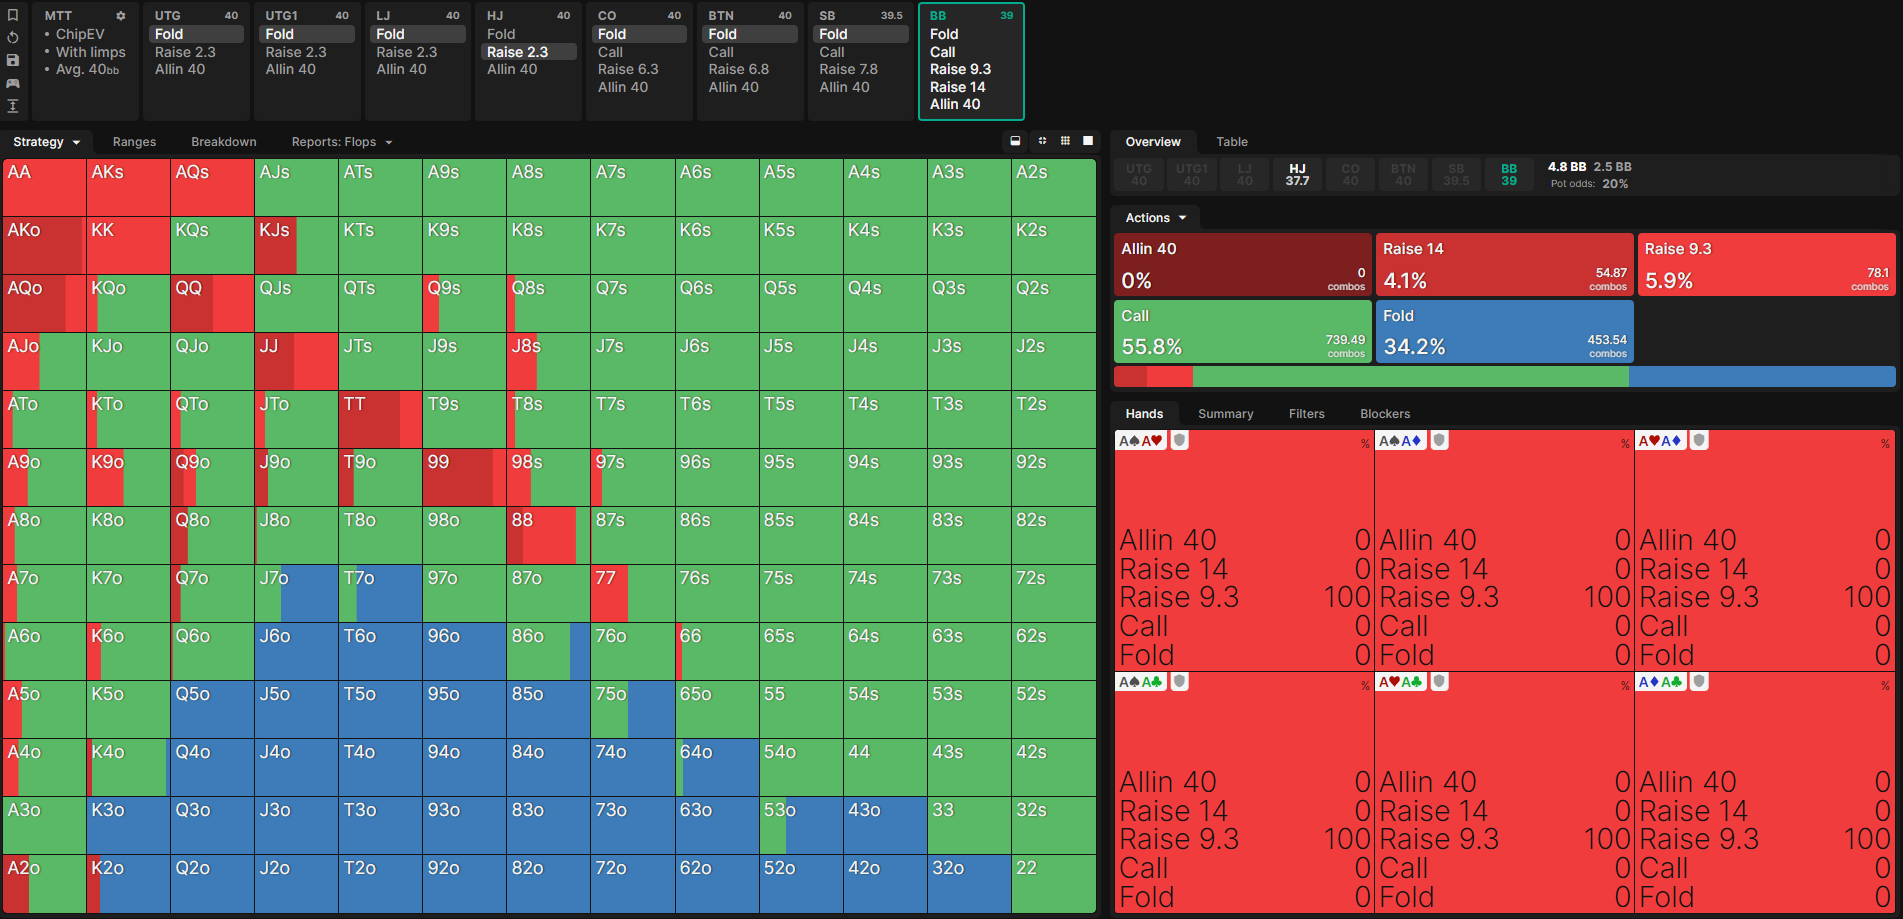 MTT
• ChipEV
• With limps
• Avg. 40bb
UTG 40
Fold
Raise 2.3
Allin 40
UTG1 40
Fold
Raise 2.3
Allin 40
LJ 40
Fold
Raise 2.3
Allin 40
HJ 40
Fold
Raise 2.3
Allin 40
CO 40
Fold
Call
Raise 6.3
Allin 40
BTN 40
Fold
Call
Raise 6.8
Allin 40
SB 39.5
Fold
Call
Raise 7.8
Allin 40
BB 39
Fold
Call
Raise 9.3
Raise 14
Allin 40
Strategy Ranges Breakdown Reports: Flops
AA AKs AQs AJs ATs A9s A8s A7s A6s A5s A4s A3s A2s
AKo KK KQs KJs KTs K9s K8s K7s K6s K5s K4s K3s K2s
AQo KQo QQ QJs QTs Q9s Q8s Q7s Q6s Q5s Q4s Q3s Q2s
AJo KJo QJo JJ JTs J9s J8s J7s J6s J5s J4s J3s J2s
ATo KTo QTo JTo TT T9s T8s T7s T6s T5s T4s T3s T2s
A9o K9o Q9o J9o T9o 99 98s 97s 96s 95s 94s 93s 92s
A8o K8o Q8o J8o T8o 98o 88 87s 86s 85s 84s 83s 82s
A7o K7o Q7o J7o T7o 97o 87o 77 76s 75s 74s 73s 72s
A6o K6o Q6o J6o T6o 96o 86o 76o 66 65s 64s 63s 62s
A5o K5o Q5o J5o T5o 95o 85o 75o 65o 55 54s 53s 52s
A4o K4o Q4o J4o T4o 94o 84o 74o 64o 54o 44 43s 42s
A3o K3o Q3o J3o T3o 93o 83o 73o 63o 53o 43o 33 32s
A2o K2o Q2o J2o T2o 92o 82o 72o 62o 52o 42o 32o 22
Overview Table
UTG UTG1 LJ HJ CO BTN SB BB 4.8 BB 2.5 BB
40 40 40 37.7 40 40 39.5 39 Pot odds: 20%
Actions
Allin 40
0% 0 combos
Raise 14
4.1% 54.87 combos
Raise 9.3
5.9% 78.1 combos
Call
55.8% 739.49 combos
Fold
34.2% 453.54 combos
Hands Summary Filters Blockers
A♠A♥ % A♠A♦ % A♥A♦ %
Allin 40 0 Allin 40 0 Allin 40 0
Raise 14 0 Raise 14 0 Raise 14 0
Raise 9.3 100 Raise 9.3 100 Raise 9.3 100
Call 0 Call 0 Call 0
Fold 0 Fold 0 Fold 0
A♠A♣ % A♥A♣ % A♦A♣ %
Allin 40 0 Allin 40 0 Allin 40 0
Raise 14 0 Raise 14 0 Raise 14 0
Raise 9.3 100 Raise 9.3 100 Raise 9.3 100
Call 0 Call 0 Call 0
Fold 0 Fold 0 Fold 0